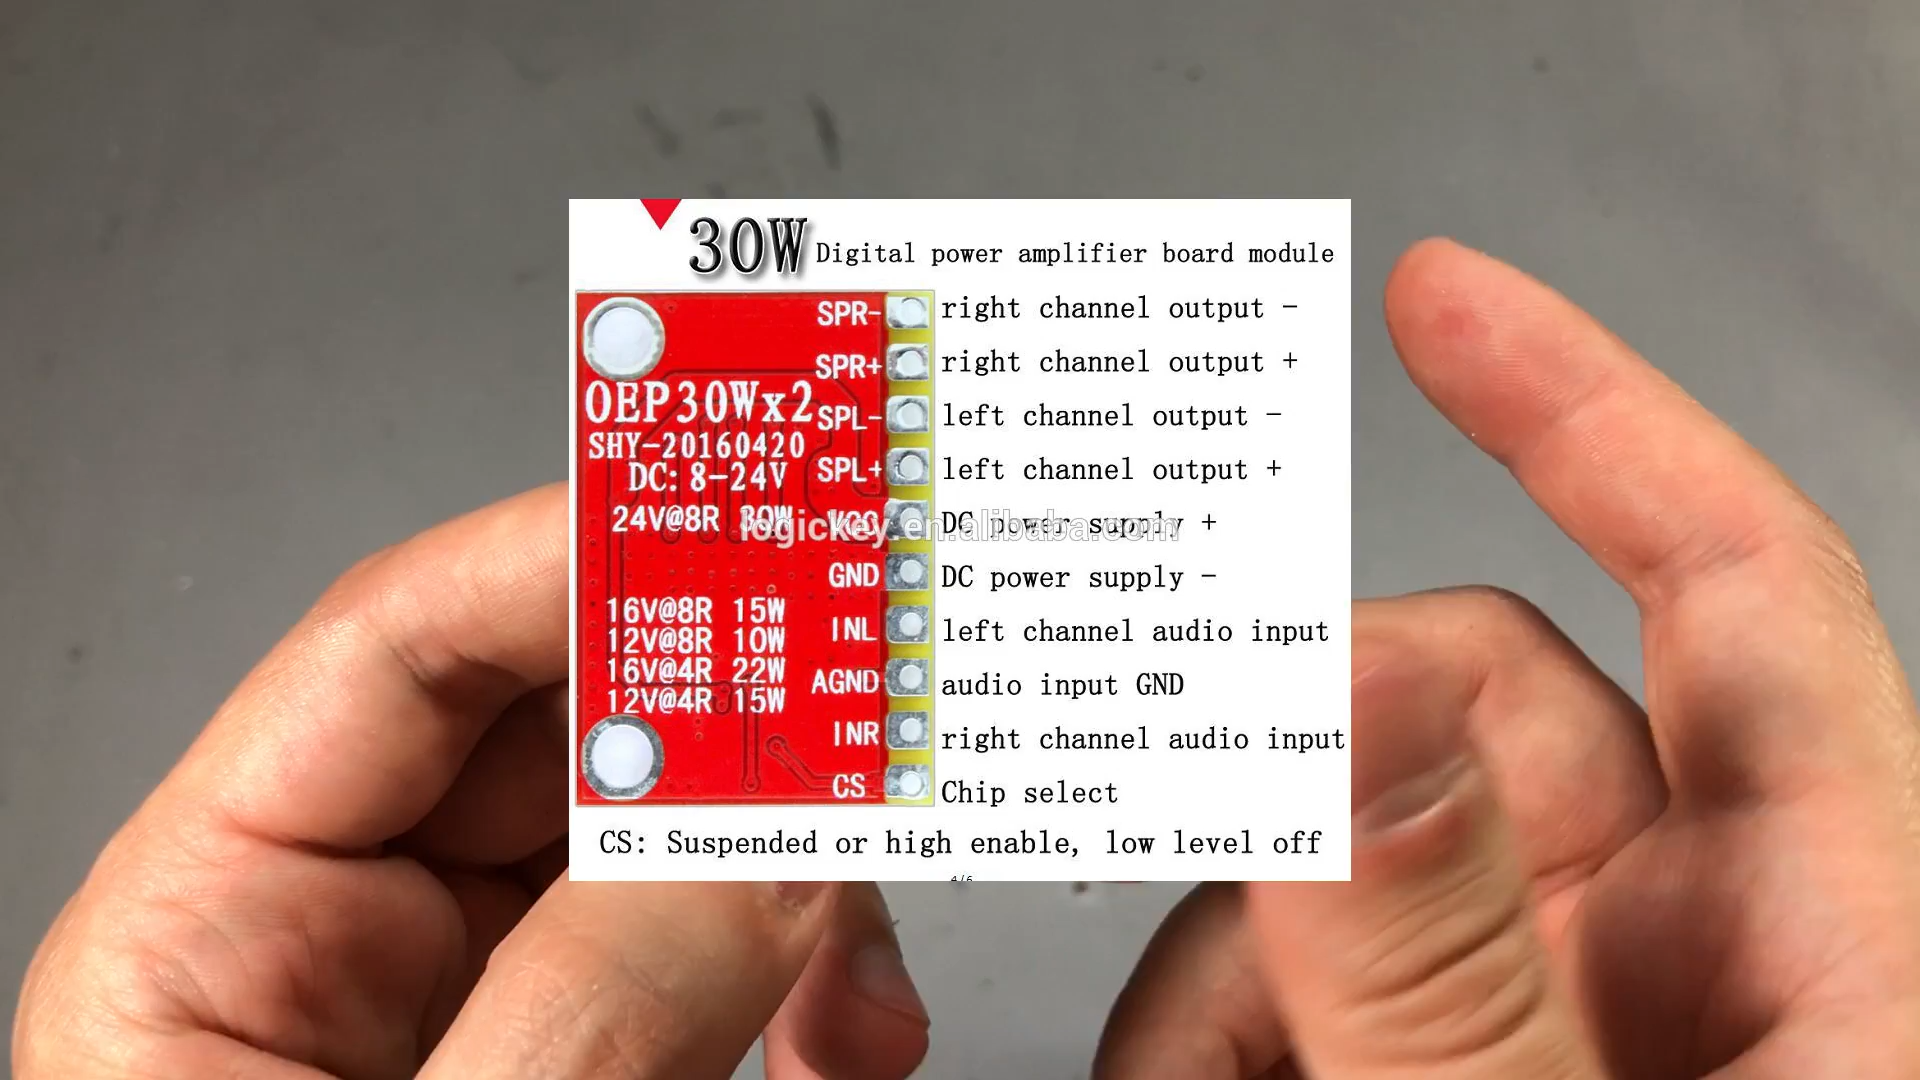 30W Digital power amplifier board module
SPR- right channel output -
SPR+ right channel output +
OEP30Wx2
SPL- left channel output -
SHY-20160420
DC: 8-24V
SPL+ left channel output +
24V@8R 30W VCC DC power supply +
logickey.en.alibaba.com
GND DC power supply -
16V@8R 15W
INL left channel audio input
12V@8R 10W
16V@4R 22W
AGND audio input GND
12V@4R 15W
INR right channel audio input
CS Chip select
CS: Suspended or high enable, low level off
4/6